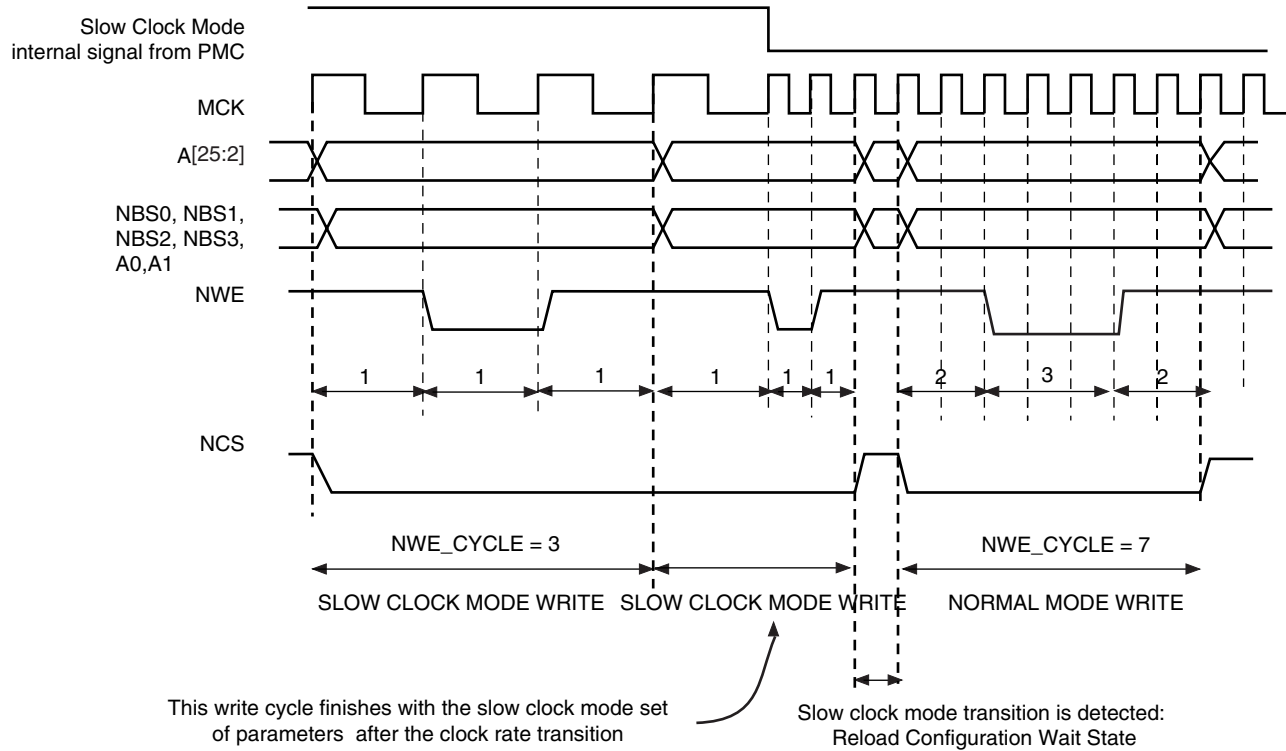 Slow Clock Mode
internal signal from PMC
MCK
A[25:2]
NBS0, NBS1,
NBS2, NBS3,
A0,A1
NWE
1 1 1 1 1 1 2 3 2
NCS
NWE_CYCLE = 3 NWE_CYCLE = 7
SLOW CLOCK MODE WRITE SLOW CLOCK MODE WRITE NORMAL MODE WRITE
This write cycle finishes with the slow clock mode set
of parameters after the clock rate transition
Slow clock mode transition is detected:
Reload Configuration Wait State